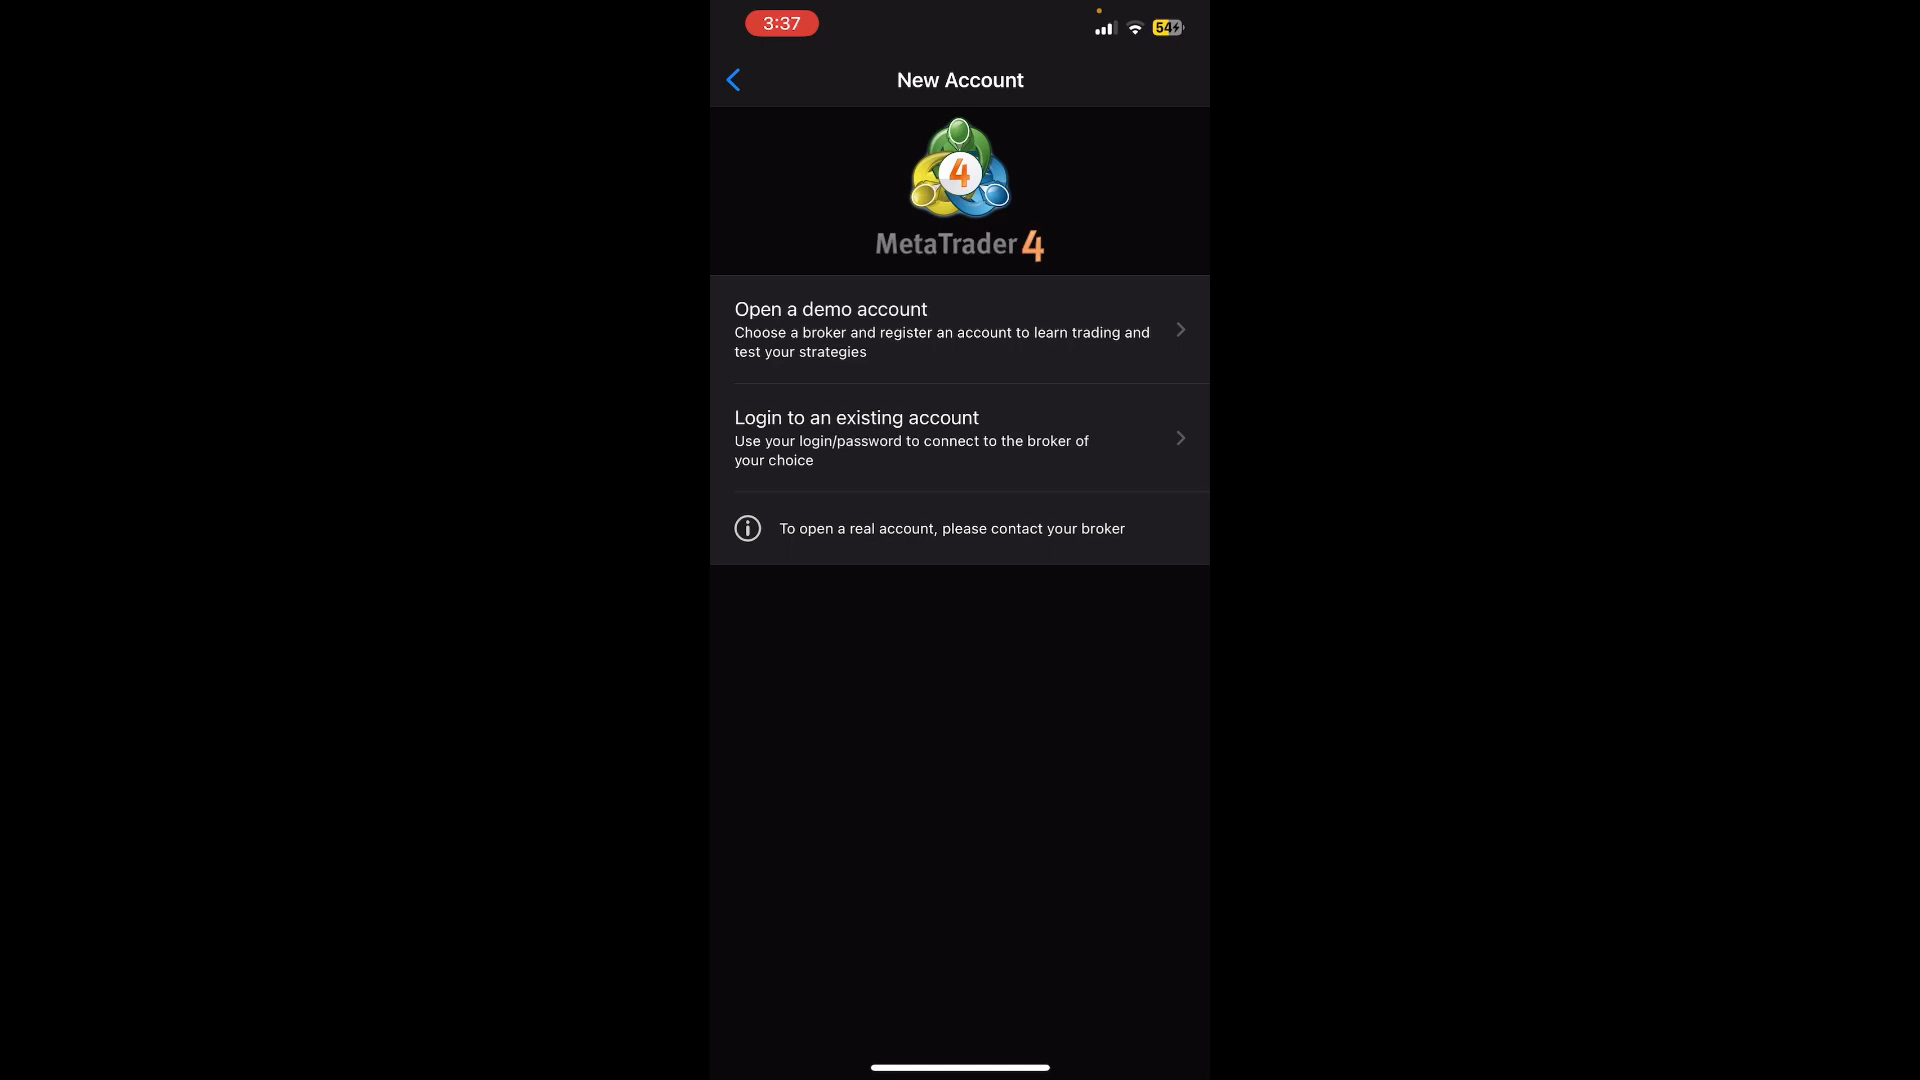 3:37
54
New Account
4
MetaTrader 4
Open a demo account
Choose a broker and register an account to learn trading and
test your strategies
Login to an existing account
Use your login/password to connect to the broker of
your choice
To open a real account, please contact your broker